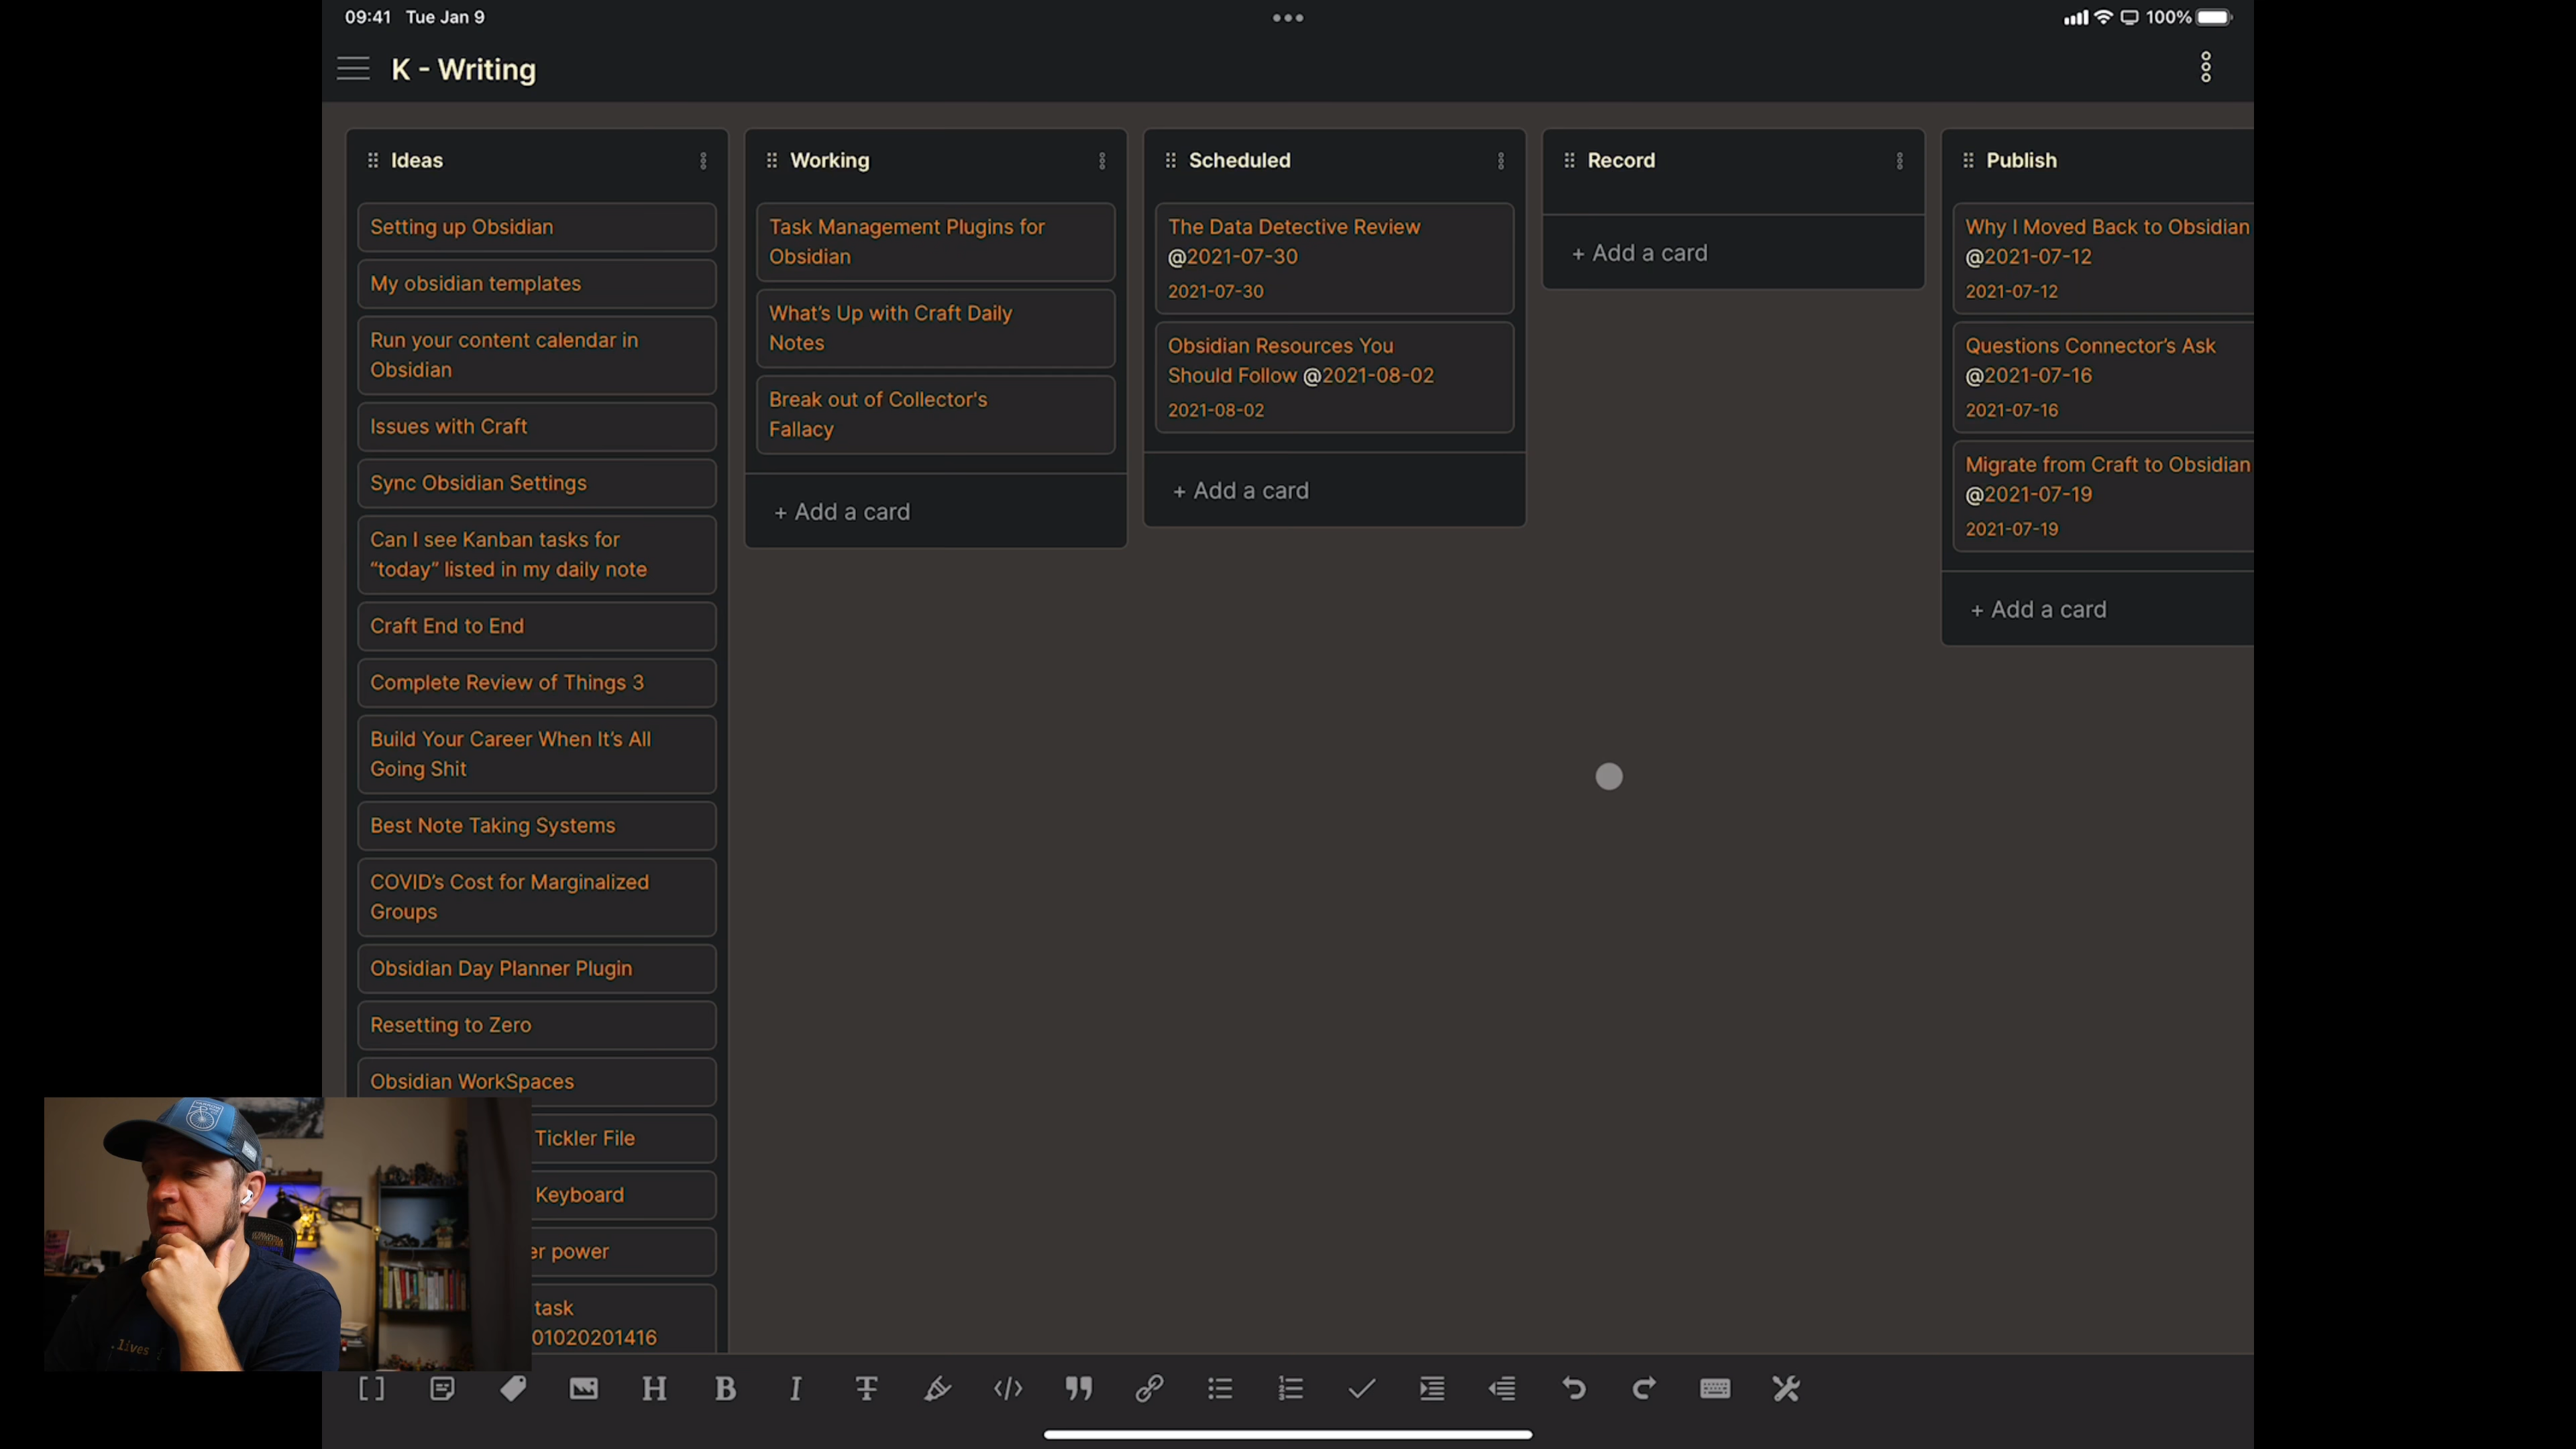 09:41 Tue Jan 9
100%
K - Writing
Ideas
Setting up Obsidian
My obsidian templates
Run your content calendar in
Obsidian
Issues with Craft
Sync Obsidian Settings
Can I see Kanban tasks for
“today” listed in my daily note
Craft End to End
Complete Review of Things 3
Build Your Career When It’s All
Going Shit
Best Note Taking Systems
COVID’s Cost for Marginalized
Groups
Obsidian Day Planner Plugin
Resetting to Zero
Obsidian WorkSpaces
Tickler File
Keyboard
er power
task
01020201416
Working
Task Management Plugins for
Obsidian
What’s Up with Craft Daily
Notes
Break out of Collector's
Fallacy
+ Add a card
Scheduled
The Data Detective Review
@2021-07-30
2021-07-30
Obsidian Resources You
Should Follow @2021-08-02
2021-08-02
+ Add a card
Record
+ Add a card
Publish
Why I Moved Back to Obsidian
@2021-07-12
2021-07-12
Questions Connector’s Ask
@2021-07-16
2021-07-16
Migrate from Craft to Obsidian
@2021-07-19
2021-07-19
+ Add a card
lives